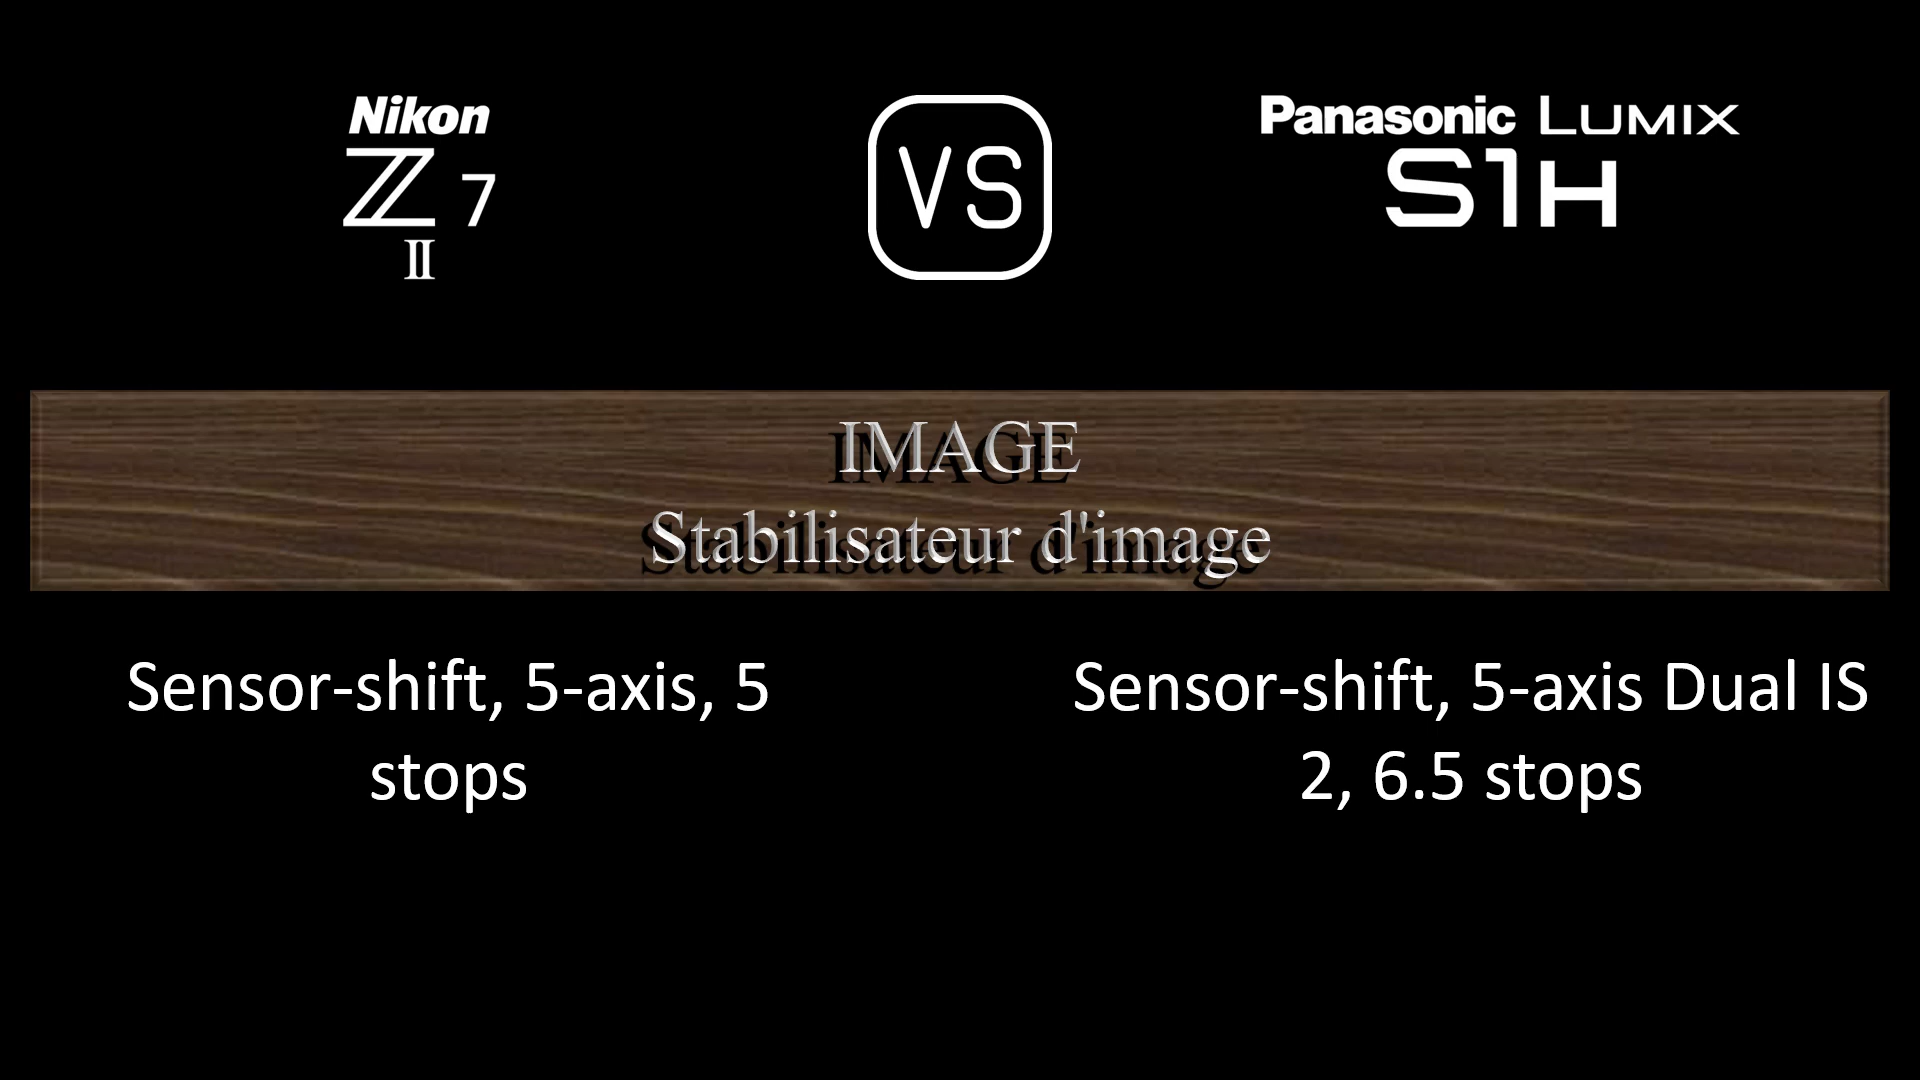 Nikon
Z 7
II
VS
Panasonic LUMIX
S1H
IMAGE
Stabilisateur d'image
Sensor-shift, 5-axis, 5
stops
Sensor-shift, 5-axis Dual IS
2, 6.5 stops